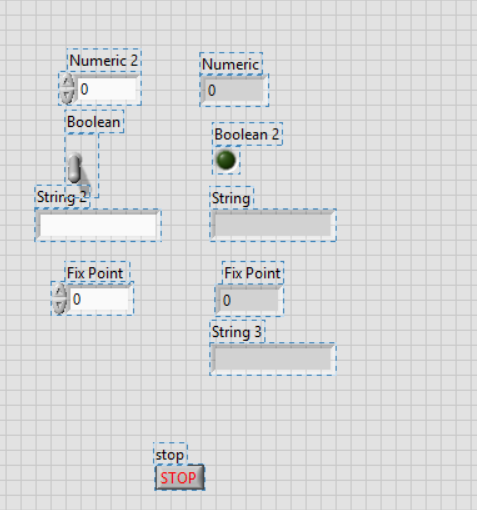 Numeric 2
Numeric
0
0
Boolean
Boolean 2
String 2
String
Fix Point
Fix Point
0
0
String 3
stop
STOP